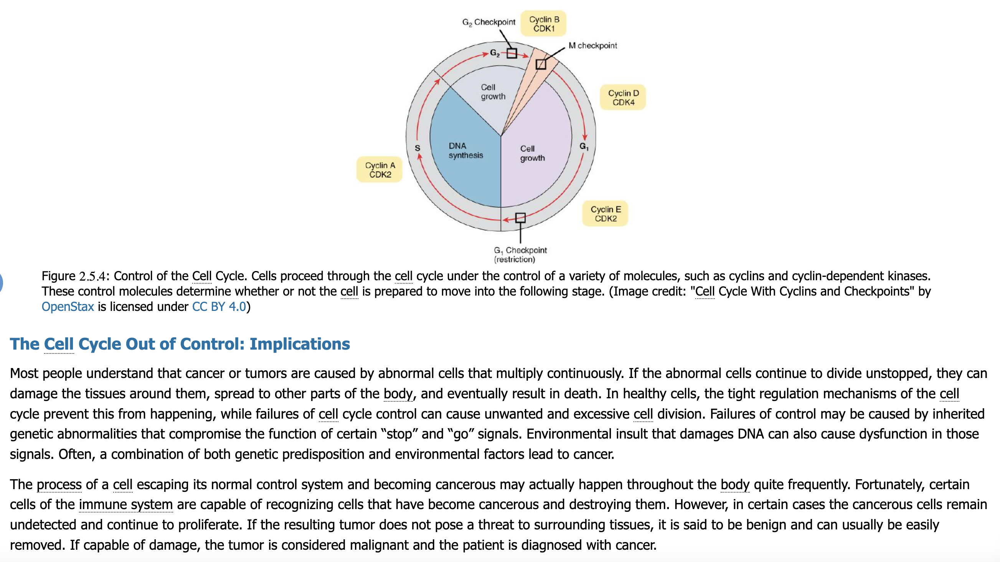 G₂ Checkpoint
Cyclin B
CDK1
M checkpoint
G₂
Cell
growth
Cyclin D
CDK4
DNA
synthesis
S
Cell
growth
G₁
Cyclin A
CDK2
Cyclin E
CDK2
G₁ Checkpoint
(restriction)
Figure 2.5.4: Control of the Cell Cycle. Cells proceed through the cell cycle under the control of a variety of molecules, such as cyclins and cyclin-dependent kinases.
These control molecules determine whether or not the cell is prepared to move into the following stage. (Image credit: "Cell Cycle With Cyclins and Checkpoints" by
OpenStax is licensed under CC BY 4.0)
The Cell Cycle Out of Control: Implications
Most people understand that cancer or tumors are caused by abnormal cells that multiply continuously. If the abnormal cells continue to divide unstopped, they can
damage the tissues around them, spread to other parts of the body, and eventually result in death. In healthy cells, the tight regulation mechanisms of the cell
cycle prevent this from happening, while failures of cell cycle control can cause unwanted and excessive cell division. Failures of control may be caused by inherited
genetic abnormalities that compromise the function of certain “stop” and “go” signals. Environmental insult that damages DNA can also cause dysfunction in those
signals. Often, a combination of both genetic predisposition and environmental factors lead to cancer.
The process of a cell escaping its normal control system and becoming cancerous may actually happen throughout the body quite frequently. Fortunately, certain
cells of the immune system are capable of recognizing cells that have become cancerous and destroying them. However, in certain cases the cancerous cells remain
undetected and continue to proliferate. If the resulting tumor does not pose a threat to surrounding tissues, it is said to be benign and can usually be easily
removed. If capable of damage, the tumor is considered malignant and the patient is diagnosed with cancer.